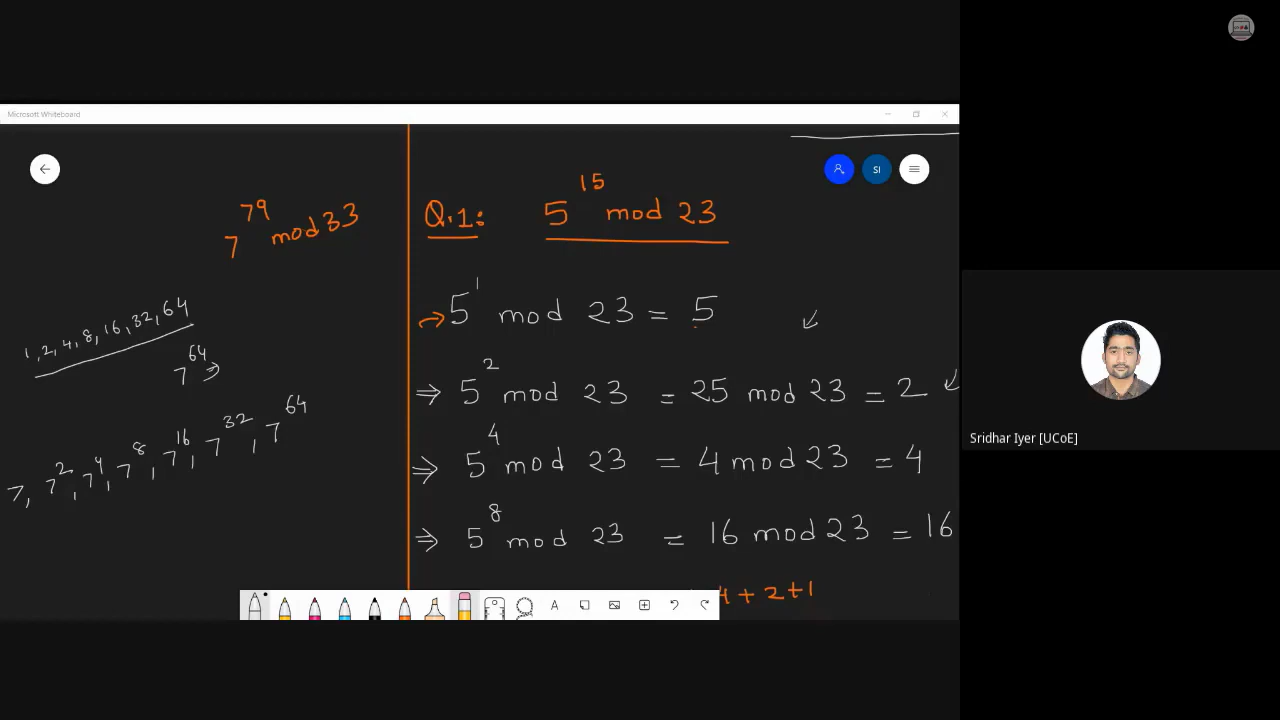 Microsoft Whiteboard
SI
7^79 mod 33
1, 2, 4, 8, 16, 32, 64
7^64 ⇒
7, 7^2, 7^4, 7^8, 7^16, 7^32, 7^64
Q.1: 5^15 mod 23
→ 5^1 mod 23 = 5
⇒ 5^2 mod 23 = 25 mod 23 = 2
⇒ 5^4 mod 23 = 4 mod 23 = 4
⇒ 5^8 mod 23 = 16 mod 23 = 16
4 + 2 + 1
A
Sridhar Iyer [UCoE]